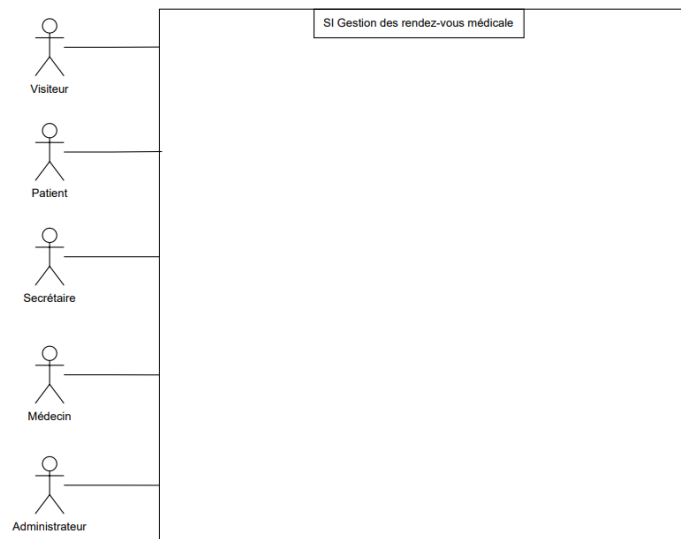 SI Gestion des rendez-vous médicale
Visiteur
Patient
Secrétaire
Médecin
Administrateur